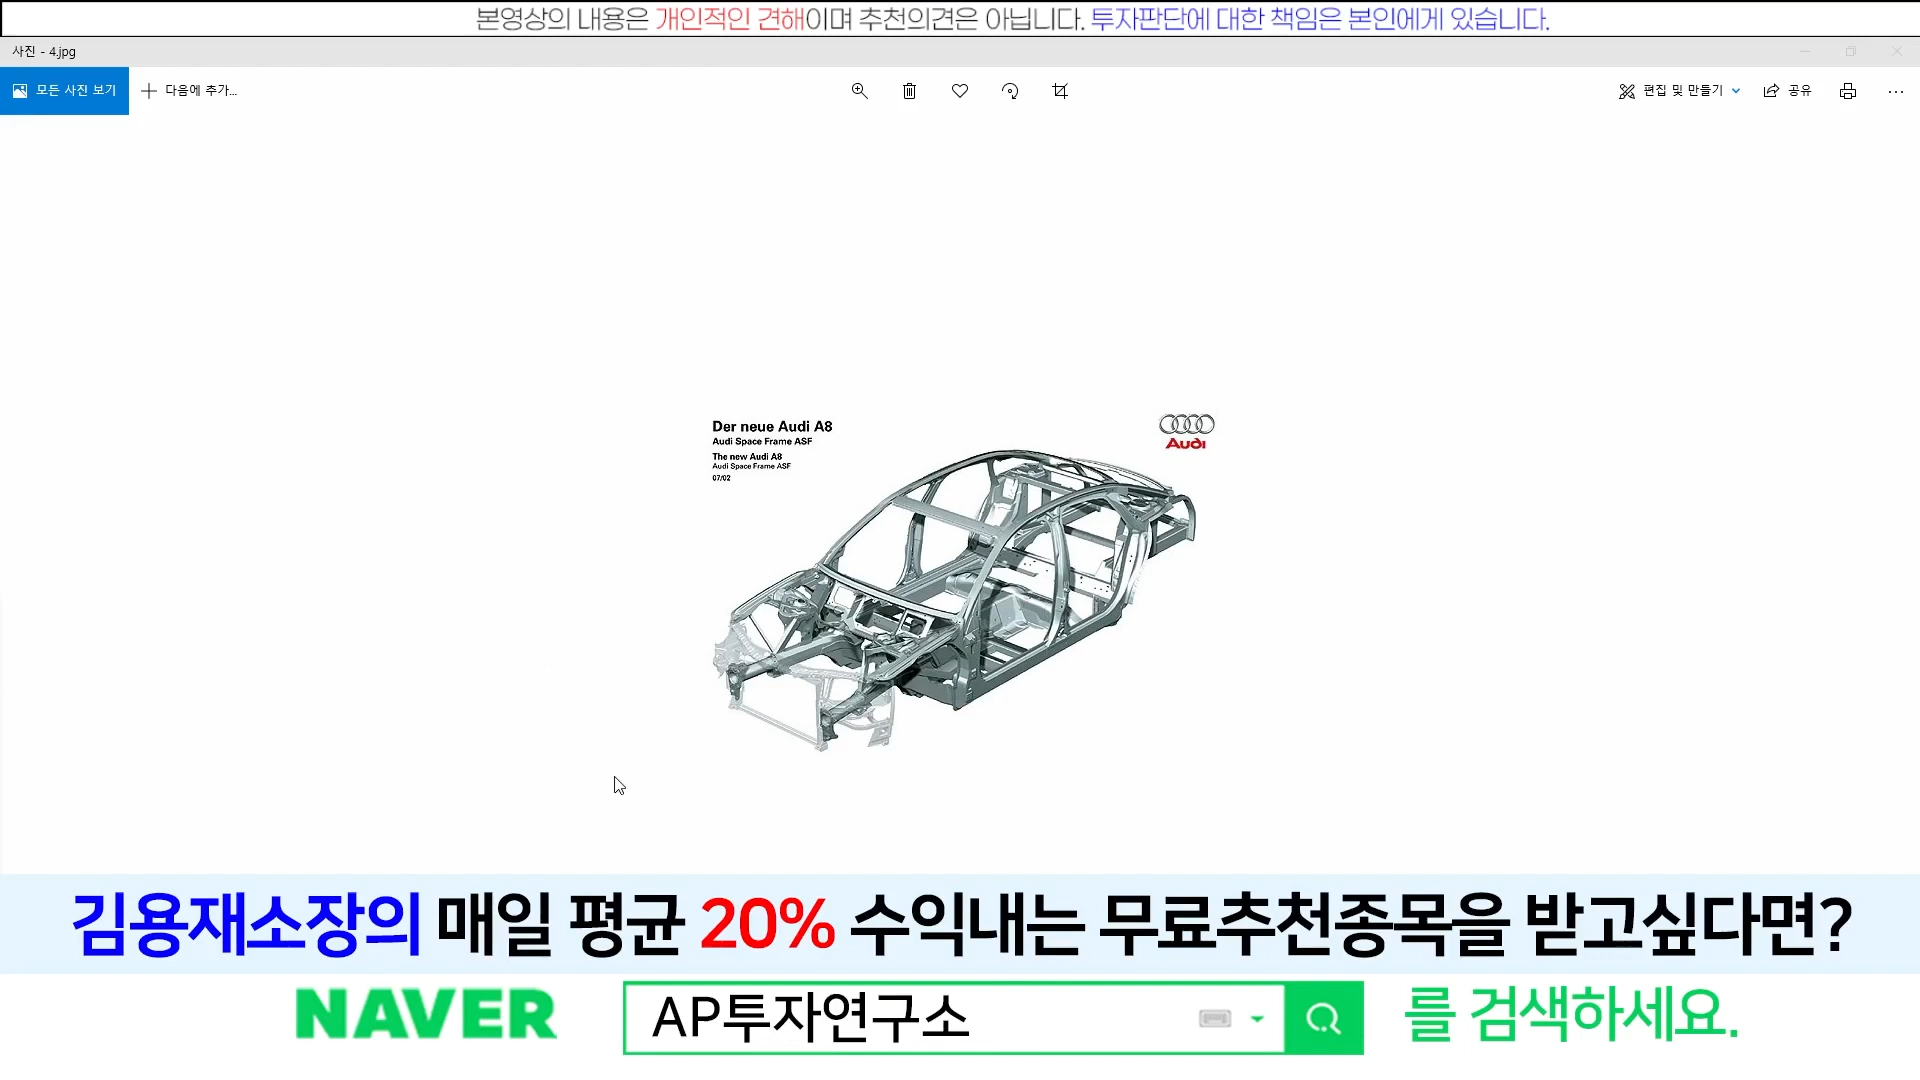 본영상의 내용은 개인적인 견해이며 추천의견은 아닙니다. 투자판단에 대한 책임은 본인에게 있습니다.
사진 - 4.jpg
모든 사진 보기
다음에 추가...
편집 및 만들기
공유
Der neue Audi A8
Audi Space Frame ASF
The new Audi A8
Audi Space Frame ASF
07/02
Audi
김용재소장의 매일 평균 20% 수익내는 무료추천종목을 받고싶다면?
NAVER AP투자연구소 를 검색하세요.